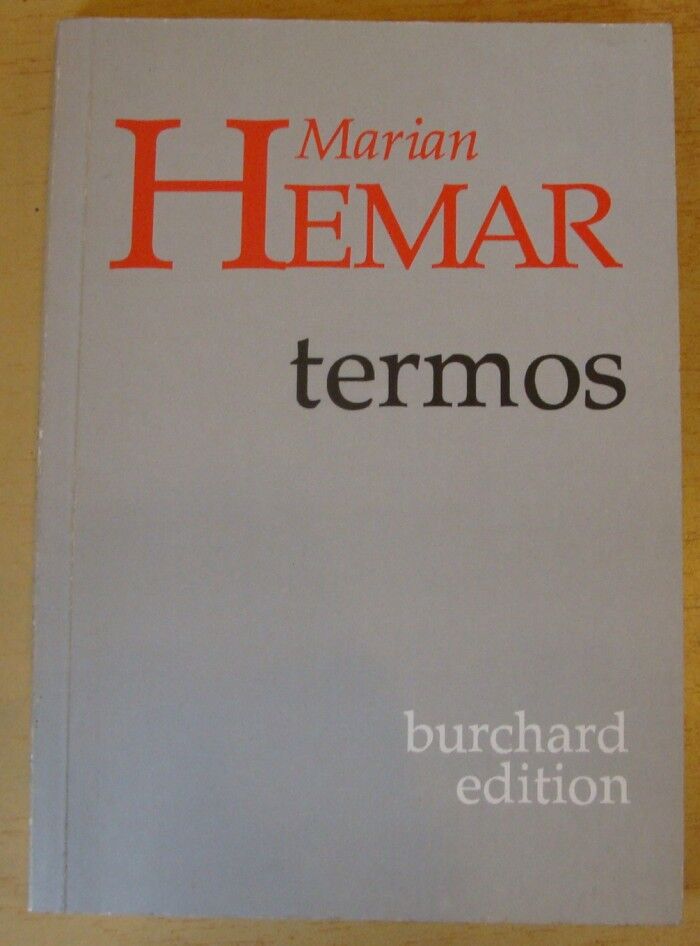 Marian
HEMAR
termos
burchard
edition